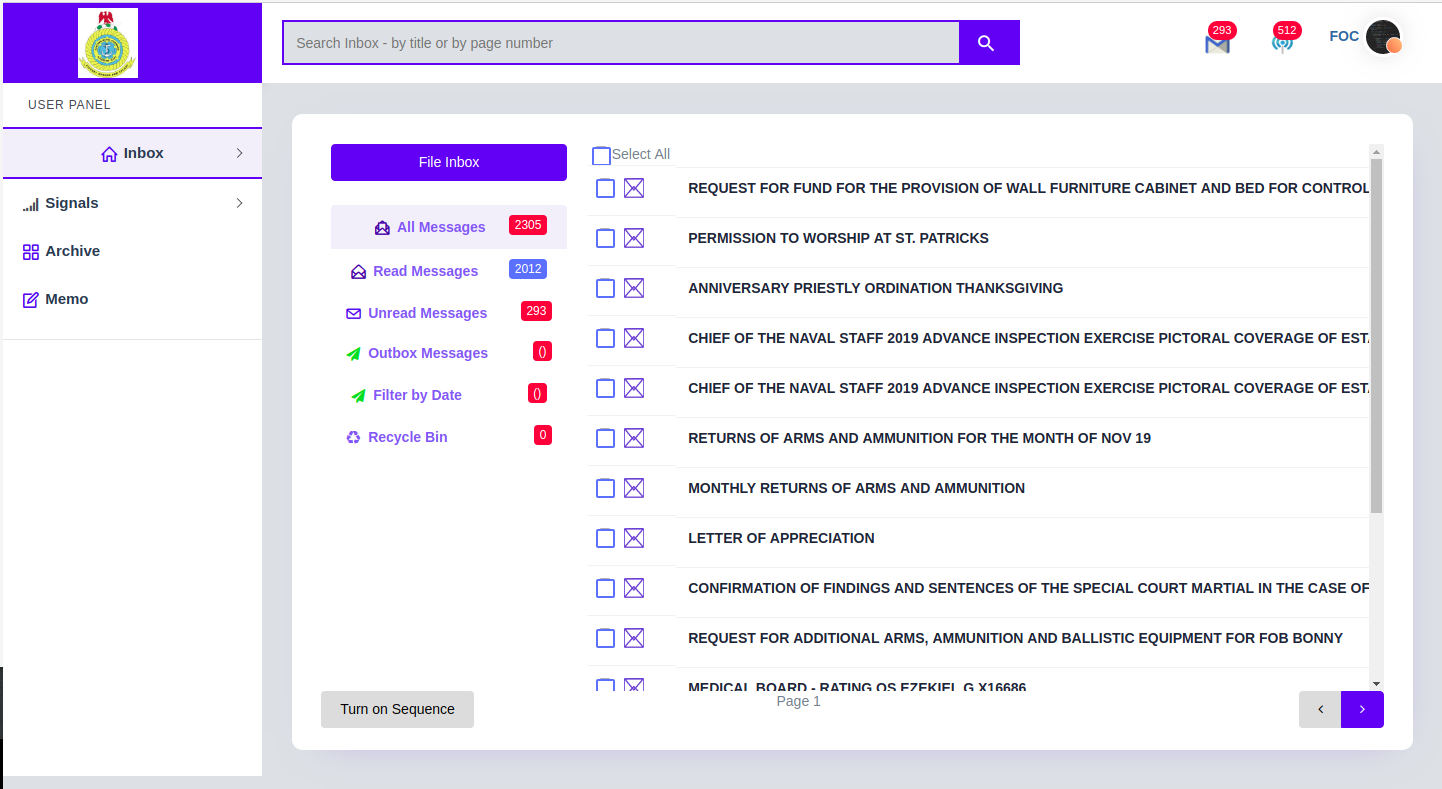 Search Inbox - by title or by page number
293
512
FOC
USER PANEL
Inbox
Signals
Archive
Memo
File Inbox
All Messages 2305
Read Messages 2012
Unread Messages 293
Outbox Messages ()
Filter by Date ()
Recycle Bin 0
Select All
REQUEST FOR FUND FOR THE PROVISION OF WALL FURNITURE CABINET AND BED FOR CONTROL
PERMISSION TO WORSHIP AT ST. PATRICKS
ANNIVERSARY PRIESTLY ORDINATION THANKSGIVING
CHIEF OF THE NAVAL STAFF 2019 ADVANCE INSPECTION EXERCISE PICTORAL COVERAGE OF EST
CHIEF OF THE NAVAL STAFF 2019 ADVANCE INSPECTION EXERCISE PICTORAL COVERAGE OF EST
RETURNS OF ARMS AND AMMUNITION FOR THE MONTH OF NOV 19
MONTHLY RETURNS OF ARMS AND AMMUNITION
LETTER OF APPRECIATION
CONFIRMATION OF FINDINGS AND SENTENCES OF THE SPECIAL COURT MARTIAL IN THE CASE OF
REQUEST FOR ADDITIONAL ARMS, AMMUNITION AND BALLISTIC EQUIPMENT FOR FOB BONNY
MEDICAL BOARD - RATING OS EZEKIEL G X16686
Turn on Sequence
Page 1